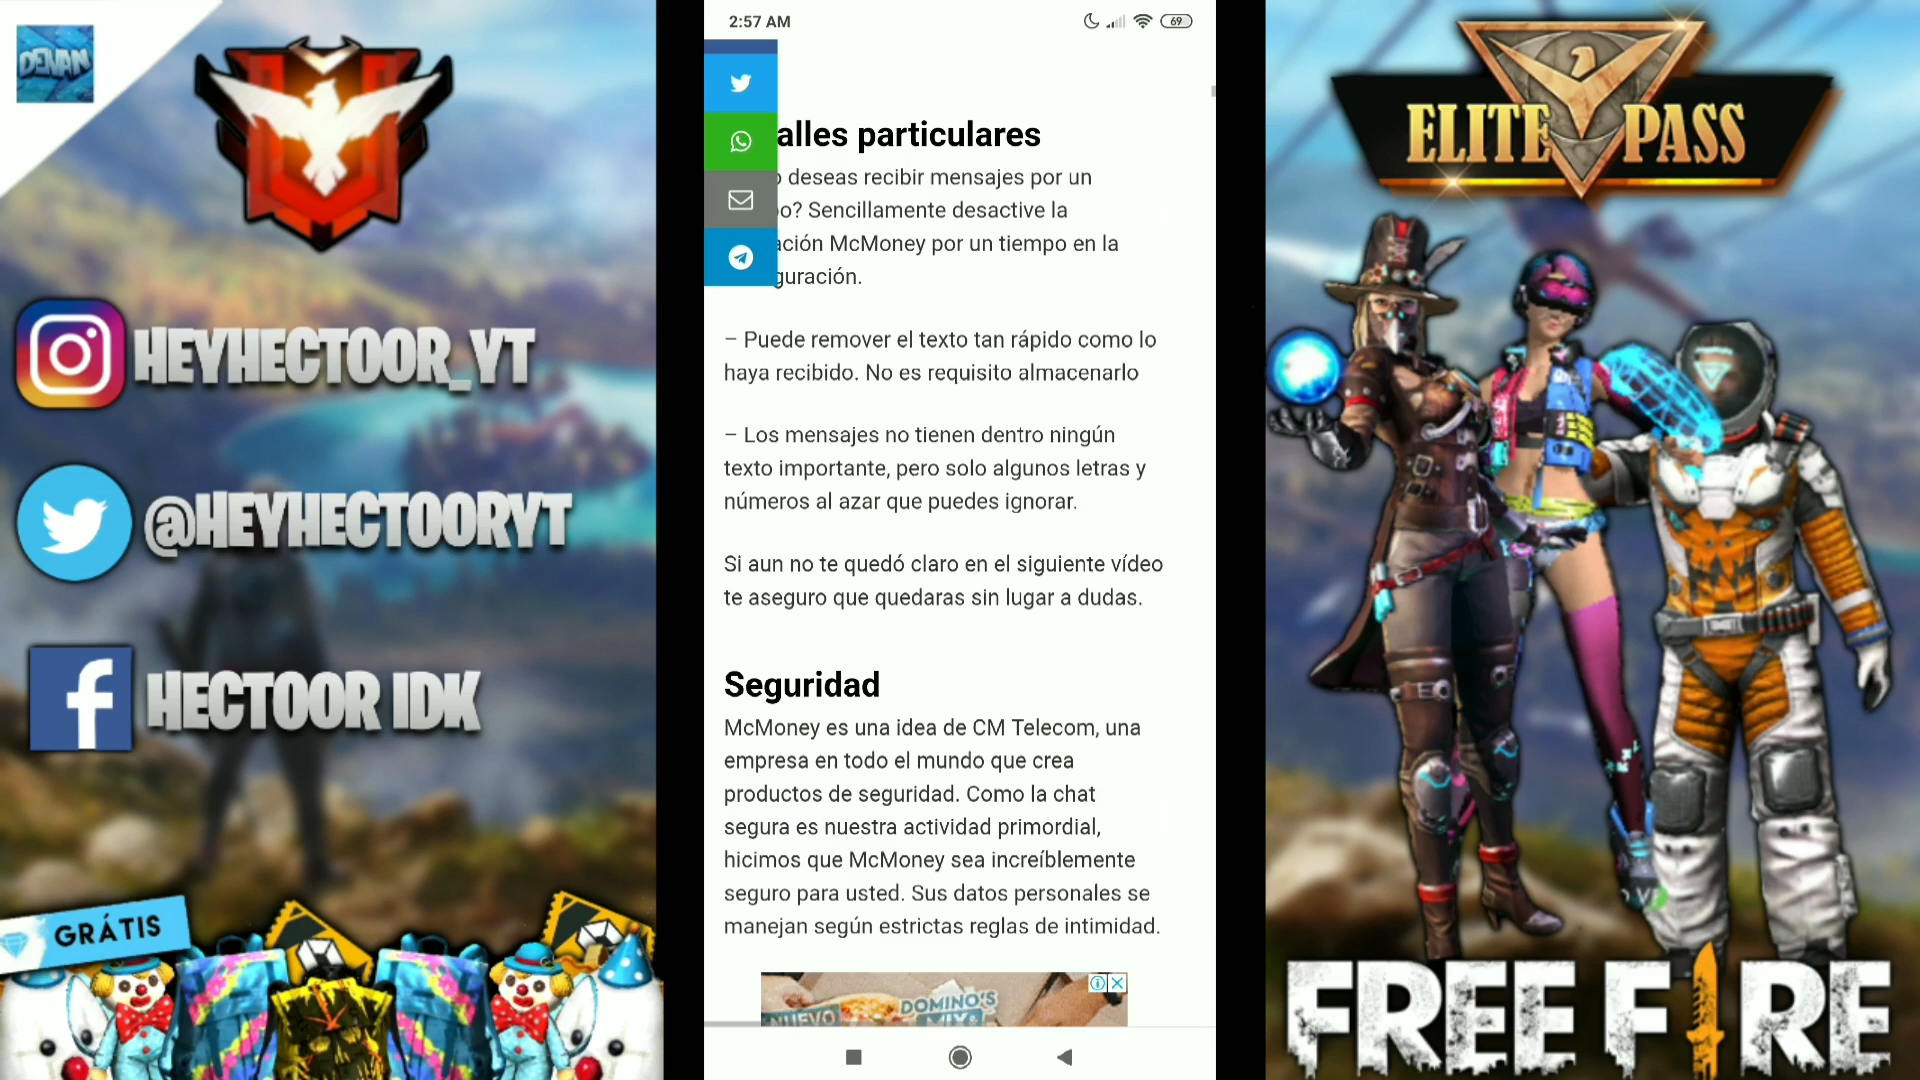 DEVAN
HEYHECTOOR_YT
@HEYHECTOORYT
HECTOOR IDK
GRÁTIS
2:57 AM
69
alles particulares
deseas recibir mensajes por un
o? Sencillamente desactive la
ación McMoney por un tiempo en la
guración.
– Puede remover el texto tan rápido como lo
haya recibido. No es requisito almacenarlo
– Los mensajes no tienen dentro ningún
texto importante, pero solo algunos letras y
números al azar que puedes ignorar.
Si aun no te quedó claro en el siguiente vídeo
te aseguro que quedaras sin lugar a dudas.
Seguridad
McMoney es una idea de CM Telecom, una
empresa en todo el mundo que crea
productos de seguridad. Como la chat
segura es nuestra actividad primordial,
hicimos que McMoney sea increíblemente
seguro para usted. Sus datos personales se
manejan según estrictas reglas de intimidad.
NUEVO
DOMINO'S
MIX&
ELITE PASS
FREE FIRE